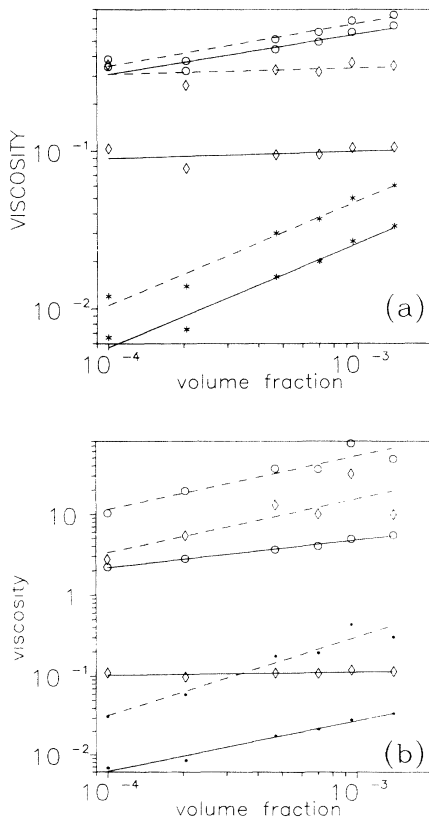 VISCOSITY
10⁻¹
10⁻²
(a)
10⁻⁴
10⁻³
volume fraction
viscosity
10
1
10⁻¹
10⁻²
(b)
10⁻⁴
10⁻³
volume fraction